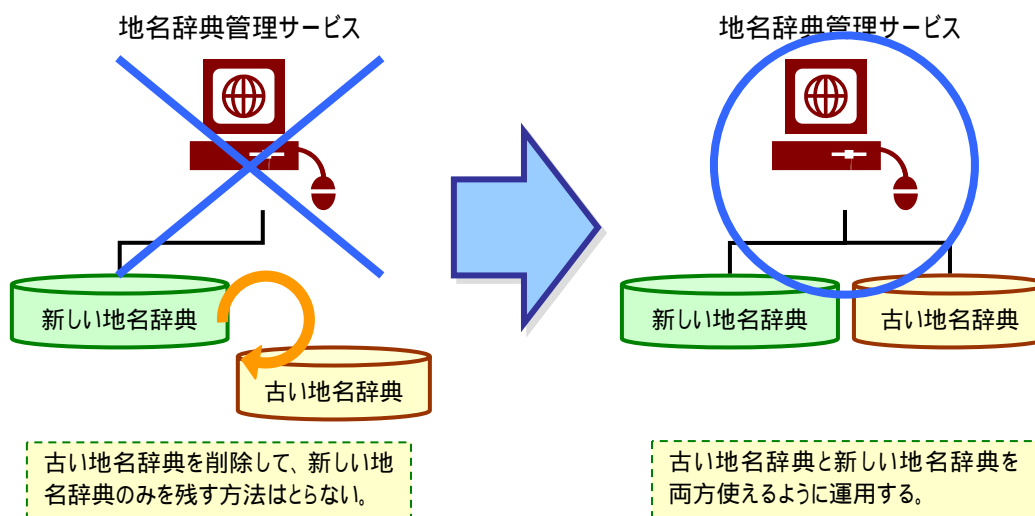 地名辞典管理サービス
新しい地名辞典
古い地名辞典
古い地名辞典を削除して、新しい地
名辞典のみを残す方法はとらない。
地名辞典管理サービス
新しい地名辞典
古い地名辞典
古い地名辞典と新しい地名辞典を
両方使えるように運用する。